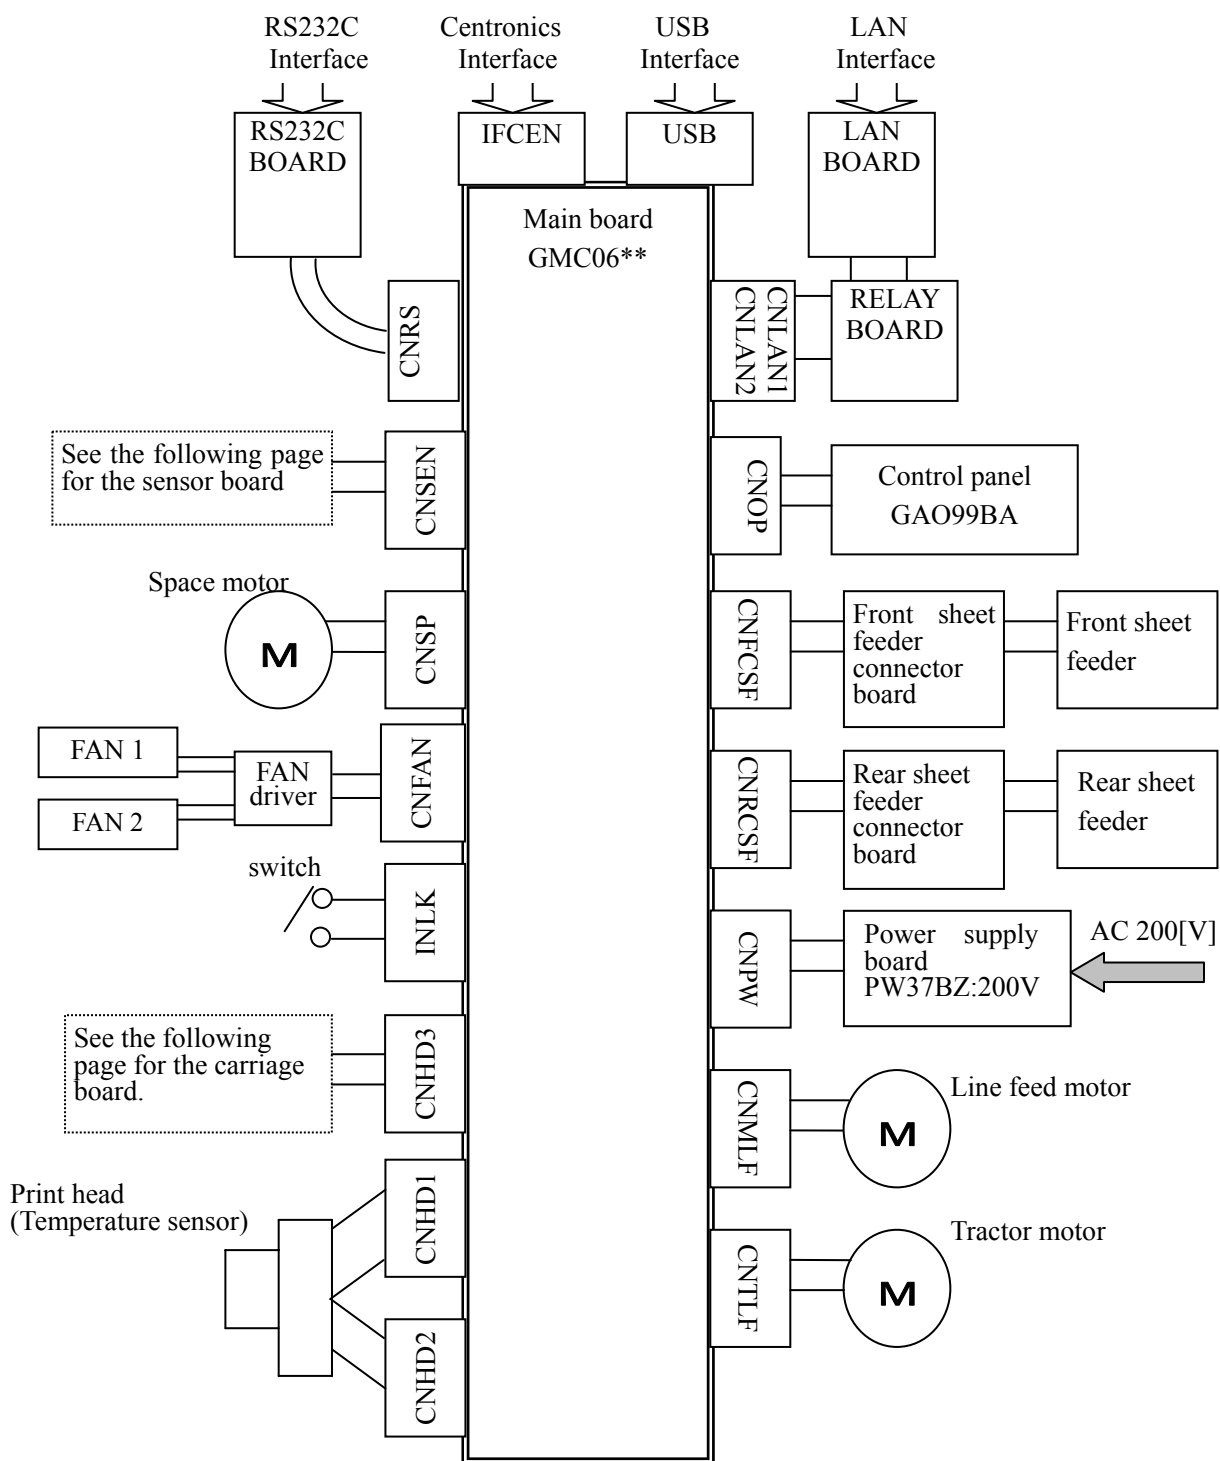 RS232C
Interface
Centronics
Interface
USB
Interface
LAN
Interface
RS232C
BOARD
IFCEN
USB
LAN
BOARD
Main board
GMC06**
CNRS
CNLAN1
CNLAN2
RELAY
BOARD
See the following page
for the sensor board
CNSEN
CNOP
Control panel
GAO99BA
Space motor
M
CNSP
CNFCSF
Front sheet
feeder
connector
board
Front sheet
feeder
FAN 1
FAN 2
FAN
driver
CNFAN
CNRCSF
Rear sheet
feeder
connector
board
Rear sheet
feeder
switch
INLK
CNPW
Power supply
board
PW37BZ:200V
AC 200[V]
See the following
page for the carriage
board.
CNHD3
CNMLF
M
Line feed motor
Print head
(Temperature sensor)
CNHD1
CNHD2
CNTLF
M
Tractor motor